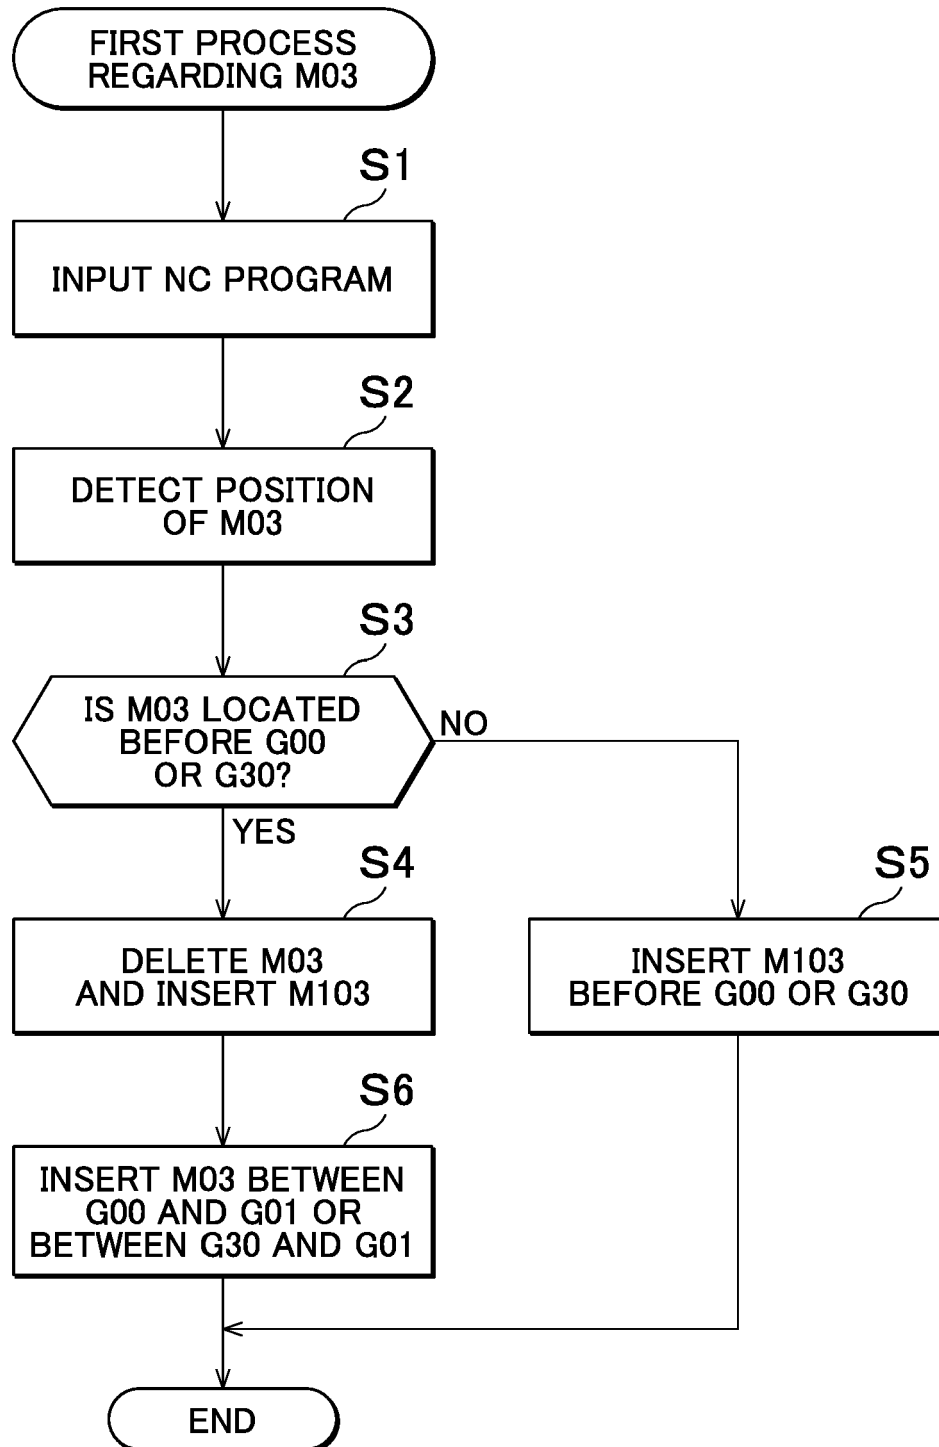 FIRST PROCESS
REGARDING M03
S1
INPUT NC PROGRAM
S2
DETECT POSITION
OF M03
S3
IS M03 LOCATED
BEFORE G00
OR G30?
NO
YES
S4
DELETE M03
AND INSERT M103
S5
INSERT M103
BEFORE G00 OR G30
S6
INSERT M03 BETWEEN
G00 AND G01 OR
BETWEEN G30 AND G01
END